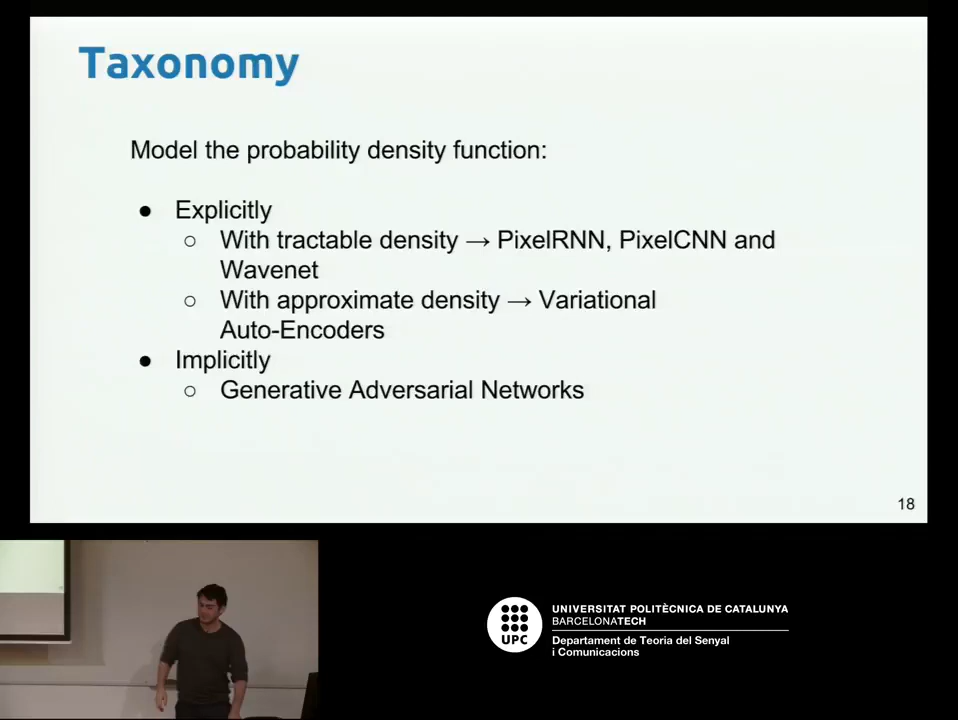 Taxonomy
Model the probability density function:
● Explicitly
○ With tractable density → PixelRNN, PixelCNN and
Wavenet
○ With approximate density → Variational
Auto-Encoders
● Implicitly
○ Generative Adversarial Networks
18
UPC
UNIVERSITAT POLITÈCNICA DE CATALUNYA
BARCELONATECH
Departament de Teoria del Senyal
i Comunicacions